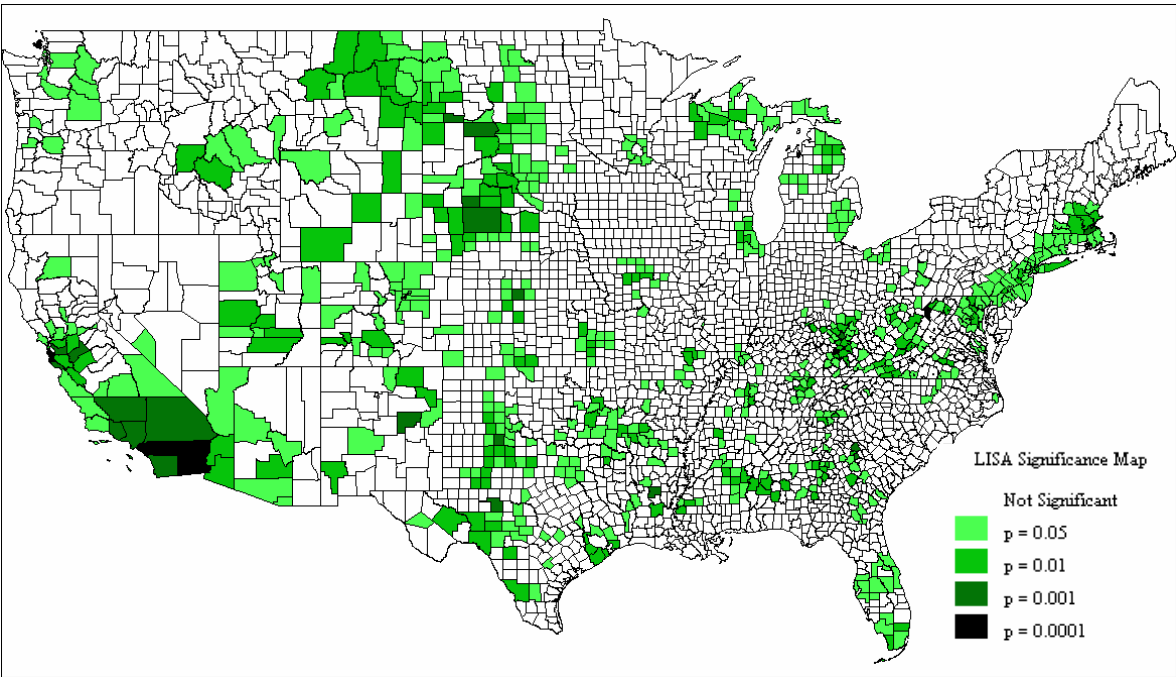 LISA Significance Map
Not Significant
p = 0.05
p = 0.01
p = 0.001
p = 0.0001